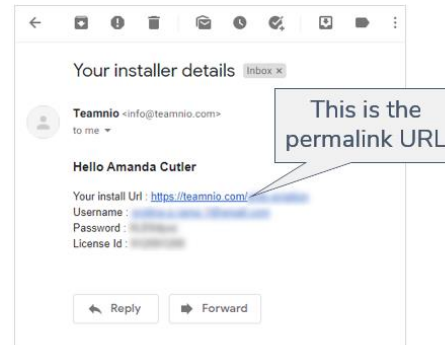 Your installer details Inbox ×
Teamnio <info@teamnio.com>
to me
This is the
permalink URL
Hello Amanda Cutler
Your install Url : https://teamnio.com/
Username :
Password :
License Id :
Reply Forward